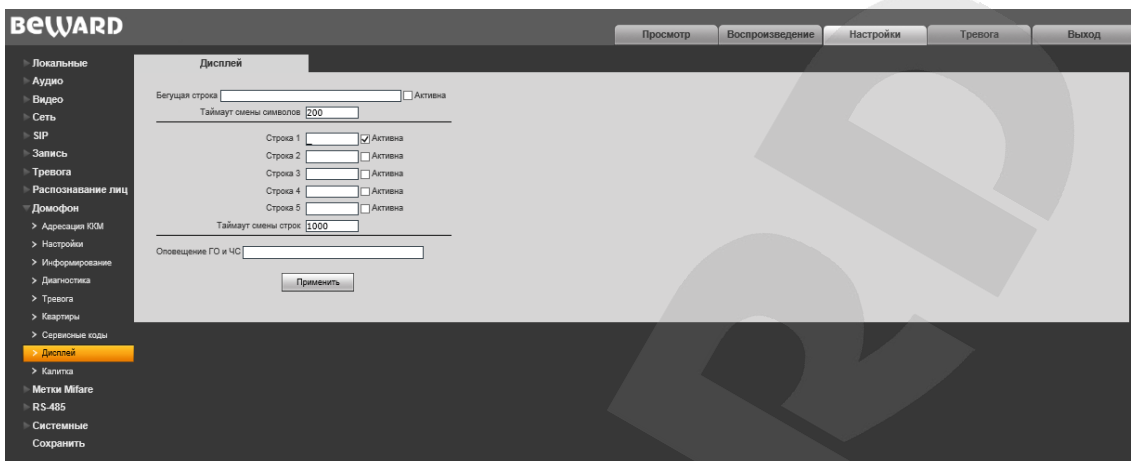 BEWARD
Просмотр Воспроизведение Настройки Тревога Выход
Локальные
Аудио
Видео
Сеть
SIP
Запись
Тревога
Распознавание лиц
Домофон
Адресация ККМ
Настройки
Информирование
Диагностика
Тревога
Квартиры
Сервисные коды
Дисплей
Калитка
Метки Mifare
RS-485
Системные
Сохранить
Дисплей
Бегущая строка Активна
Таймаут смены символов 200
Строка 1 _ Активна
Строка 2 Активна
Строка 3 Активна
Строка 4 Активна
Строка 5 Активна
Таймаут смены строк 1000
Оповещение ГО и ЧС
Применить
RD